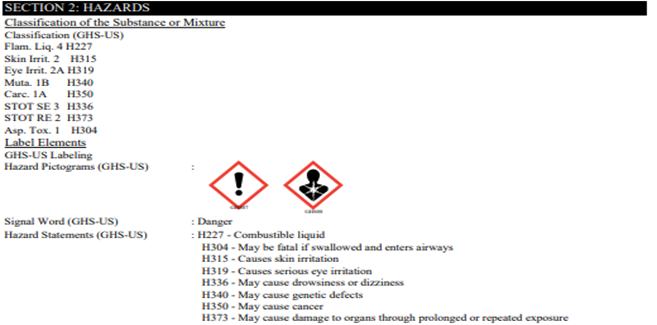 SECTION 2: HAZARDS
Classification of the Substance or Mixture
Classification (GHS-US)
Flam. Liq. 4 H227
Skin Irrit. 2 H315
Eye Irrit. 2A H319
Muta. 1B H340
Carc. 1A H350
STOT SE 3 H336
STOT RE 2 H373
Asp. Tox. 1 H304
Label Elements
GHS-US Labeling
Hazard Pictograms (GHS-US) :
Signal Word (GHS-US) : Danger
Hazard Statements (GHS-US) : H227 - Combustible liquid
H304 - May be fatal if swallowed and enters airways
H315 - Causes skin irritation
H319 - Causes serious eye irritation
H336 - May cause drowsiness or dizziness
H340 - May cause genetic defects
H350 - May cause cancer
H373 - May cause damage to organs through prolonged or repeated exposure